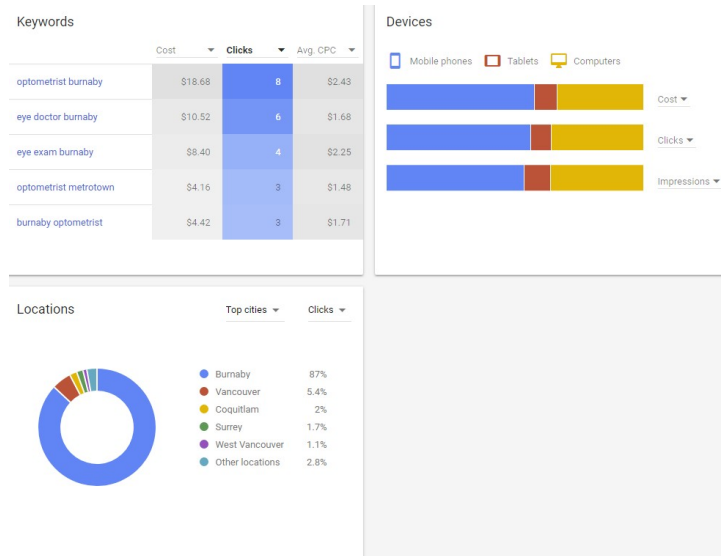 Keywords
Cost Clicks Avg. CPC
optometrist burnaby $18.68 8 $2.43
eye doctor burnaby $10.52 6 $1.68
eye exam burnaby $8.40 4 $2.25
optometrist metrotown $4.16 3 $1.48
burnaby optometrist $4.42 3 $1.71
Devices
Mobile phones Tablets Computers
Cost
Clicks
Impressions
Locations
Top cities Clicks
Burnaby 87%
Vancouver 5.4%
Coquitlam 2%
Surrey 1.7%
West Vancouver 1.1%
Other locations 2.8%